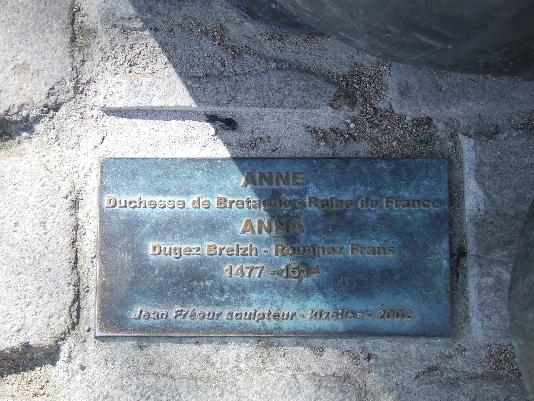 ANNE
Duchesse de Bretagne - Reine de France
ANNA
Dugez Breizh - Rouanez Frans
1477 - 1514
Jean Fréour sculpteur - kizeller - 2002